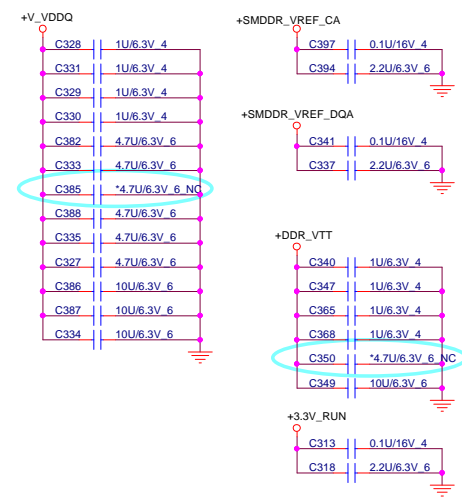 +V_VDDQ
C328 1U/6.3V_4
C331 1U/6.3V_4
C329 1U/6.3V_4
C330 1U/6.3V_4
C382 4.7U/6.3V_6
C333 4.7U/6.3V_6
C385 *4.7U/6.3V_6_NC
C388 4.7U/6.3V_6
C335 4.7U/6.3V_6
C327 4.7U/6.3V_6
C386 10U/6.3V_6
C387 10U/6.3V_6
C334 10U/6.3V_6
+SMDDR_VREF_CA
C397 0.1U/16V_4
C394 2.2U/6.3V_6
+SMDDR_VREF_DQA
C341 0.1U/16V_4
C337 2.2U/6.3V_6
+DDR_VTT
C340 1U/6.3V_4
C347 1U/6.3V_4
C365 1U/6.3V_4
C368 1U/6.3V_4
C350 *4.7U/6.3V_6_NC
C349 10U/6.3V_6
+3.3V_RUN
C313 0.1U/16V_4
C318 2.2U/6.3V_6